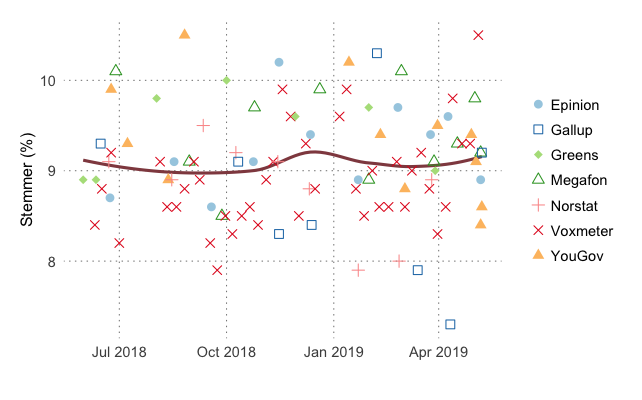 Stemmer (%)
10
9
8
Jul 2018
Oct 2018
Jan 2019
Apr 2019
Epinion
Gallup
Greens
Megafon
Norstat
Voxmeter
YouGov